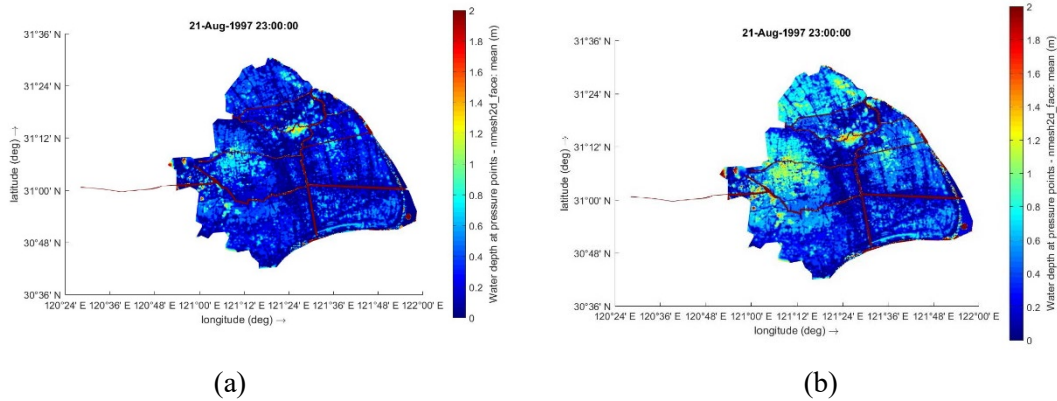 21-Aug-1997 23:00:00
31°36' N
31°24' N
31°12' N
31°00' N
30°48' N
30°36' N
latitude (deg) →
120°24' E 120°36' E 120°48' E 121°00' E 121°12' E 121°24' E 121°36' E 121°48' E 122°00' E
longitude (deg) →
2
1.8
1.6
1.4
1.2
1
0.8
0.6
0.4
0.2
0
Water depth at pressure points - nmesh2d_face: mean (m)
(a)
21-Aug-1997 23:00:00
31°36' N
31°24' N
31°12' N
31°00' N
30°48' N
30°36' N
latitude (deg) →
120°24' E 120°36' E 120°48' E 121°00' E 121°12' E 121°24' E 121°36' E 121°48' E 122°00' E
longitude (deg) →
2
1.8
1.6
1.4
1.2
1
0.8
0.6
0.4
0.2
0
Water depth at pressure points - nmesh2d_face: mean (m)
(b)